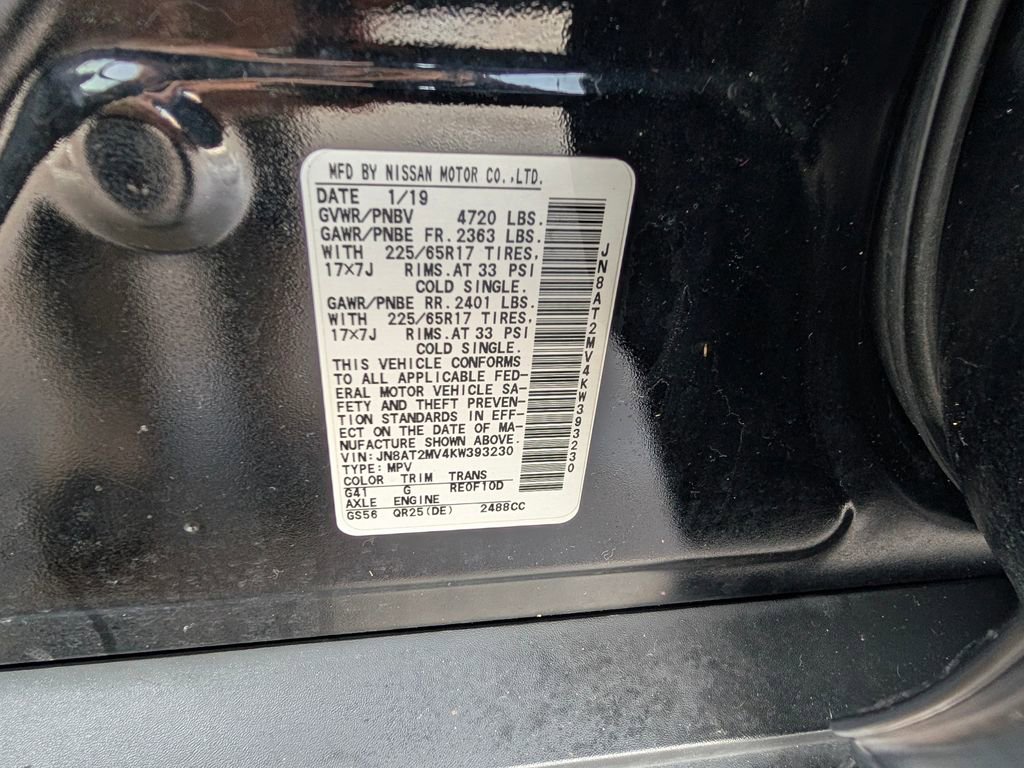 MFD BY NISSAN MOTOR CO.,LTD.
DATE 1/19
GVWR/PNBV 4720 LBS.
GAWR/PNBE FR. 2363 LBS.
WITH 225/65R17 TIRES,
17×7J RIMS.AT 33 PSI
COLD SINGLE.
GAWR/PNBE RR. 2401 LBS.
WITH 225/65R17 TIRES,
17×7J RIMS.AT 33 PSI
COLD SINGLE.
THIS VEHICLE CONFORMS
TO ALL APPLICABLE FED-
ERAL MOTOR VEHICLE SA-
FETY AND THEFT PREVEN-
TION STANDARDS IN EFF-
ECT ON THE DATE OF MA-
NUFACTURE SHOWN ABOVE.
VIN: JN8AT2MV4KW393230
TYPE: MPV
COLOR TRIM TRANS
G41 G RE0F10D
AXLE ENGINE
GS56 QR25(DE) 2488CC
JN8AT2MV4KW393230